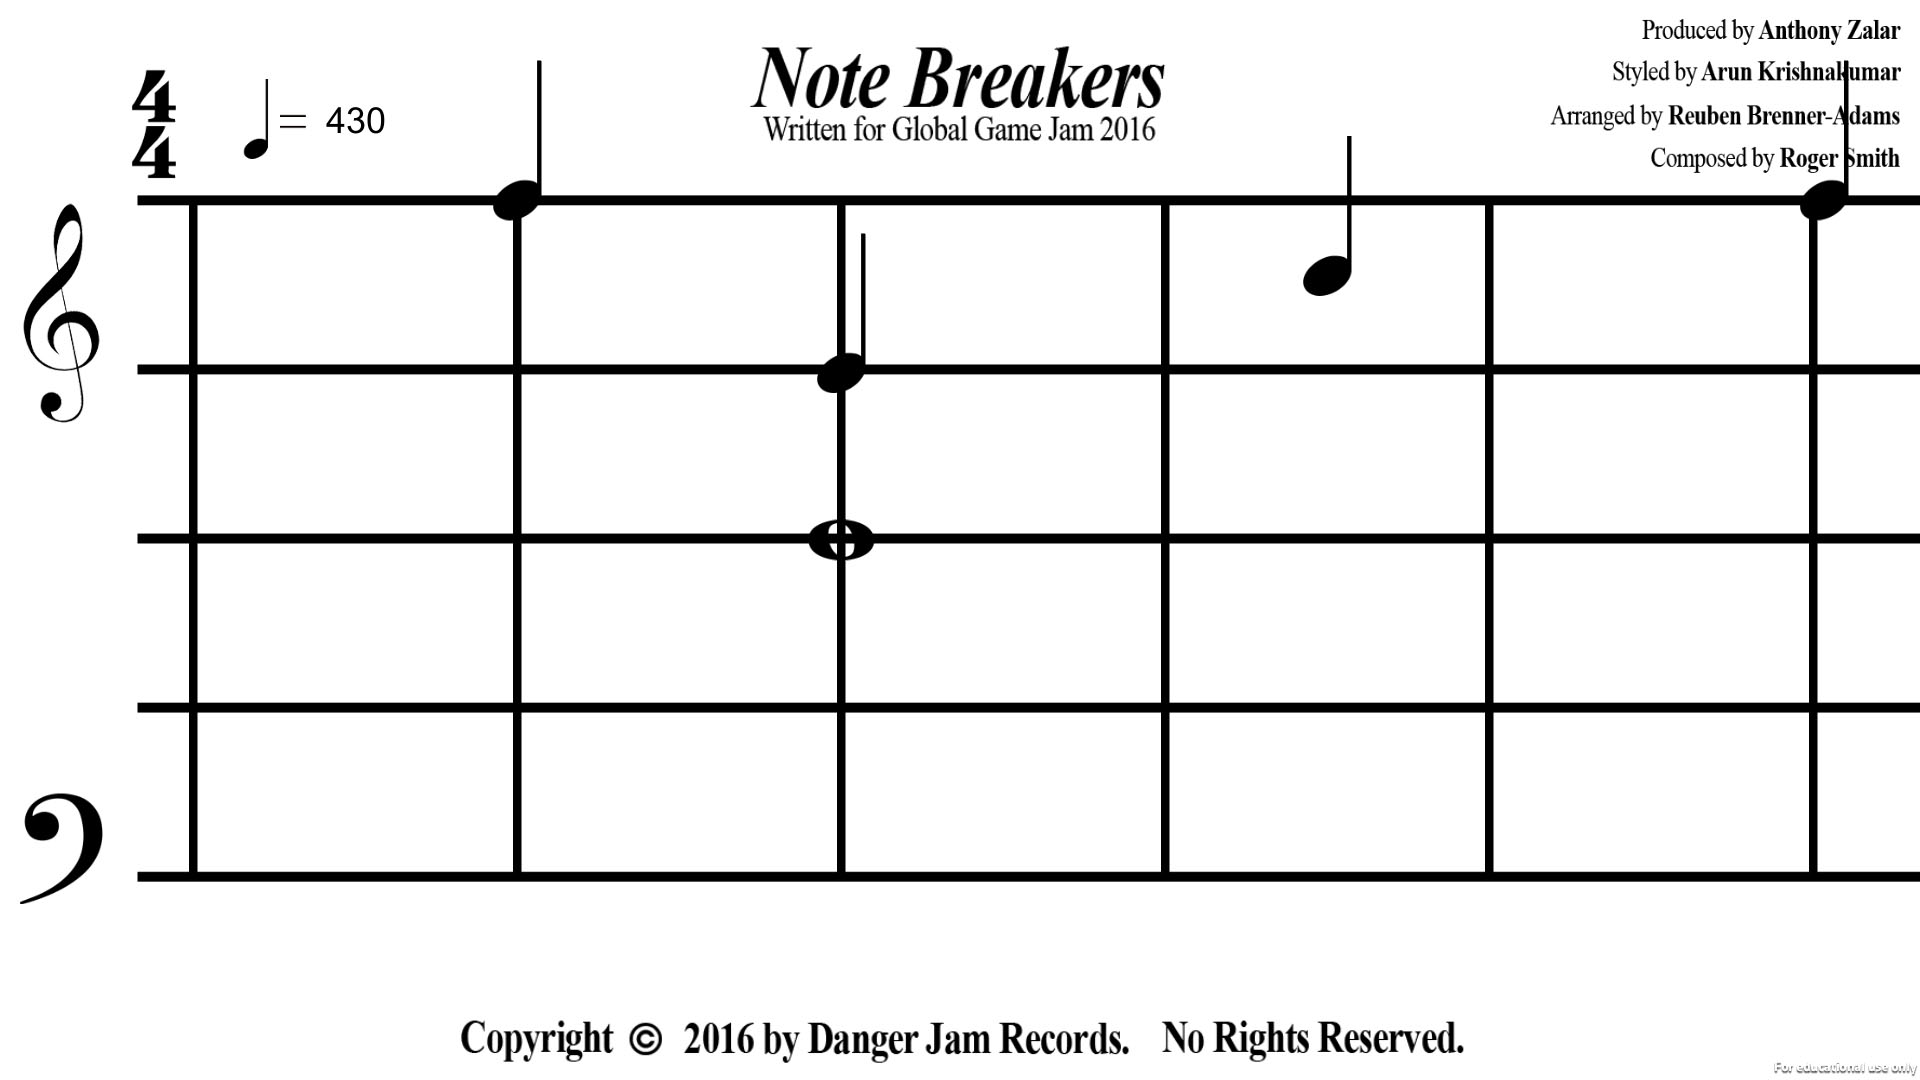 Note Breakers
Written for Global Game Jam 2016
Produced by Anthony Zalar
Styled by Arun Krishnakumar
Arranged by Reuben Brenner-Adams
Composed by Roger Smith
4
4
= 430
Copyright © 2016 by Danger Jam Records. No Rights Reserved.
For educational use only